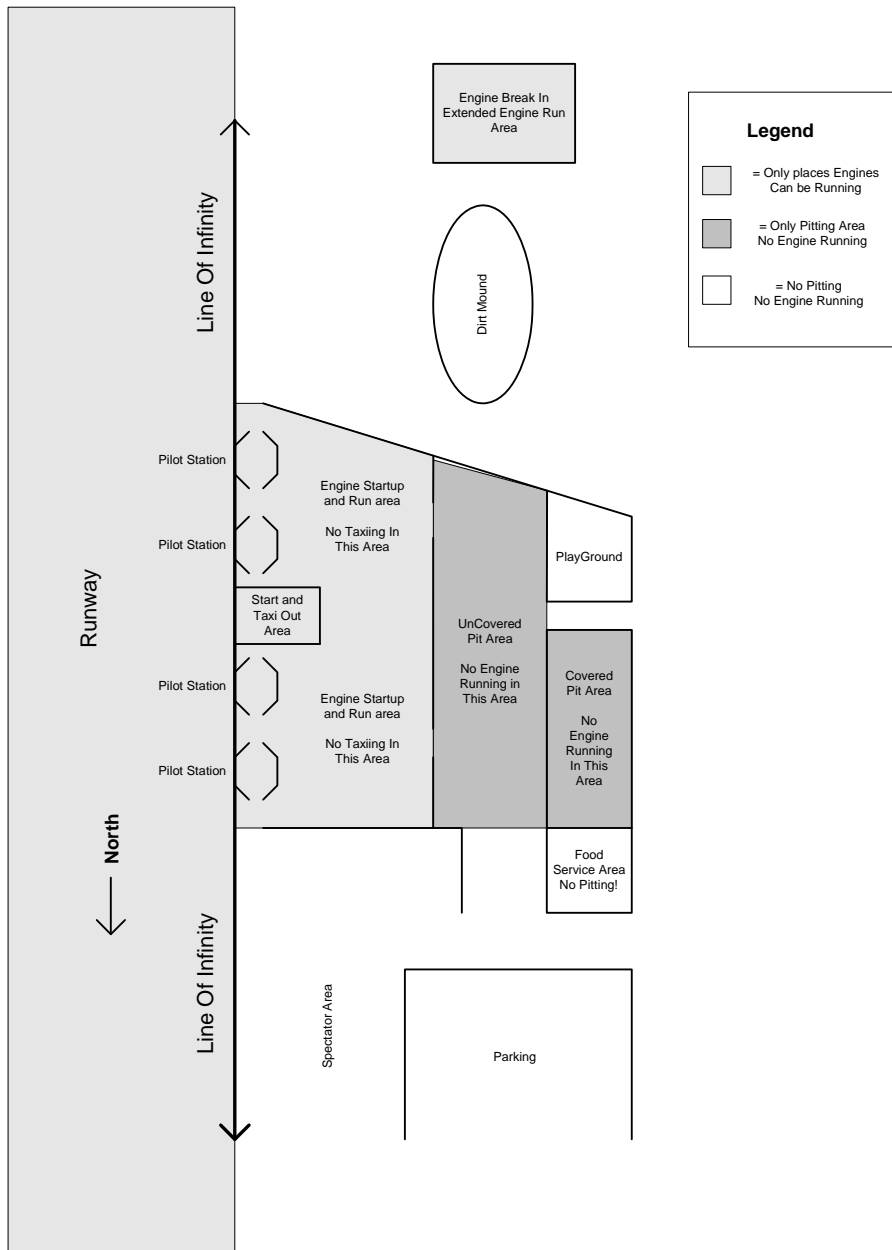 Engine Break In
Extended Engine Run
Area
Legend
= Only places Engines
Can be Running
= Only Pitting Area
No Engine Running
= No Pitting
No Engine Running
Line Of Infinity
Dirt Mound
Pilot Station
Engine Startup
and Run area
No Taxiing In
This Area
Pilot Station
PlayGround
Runway
Start and
Taxi Out
Area
UnCovered
Pit Area
No Engine
Running in
This Area
Covered
Pit Area
No
Engine
Running
In This
Area
Pilot Station
Engine Startup
and Run area
No Taxiing In
This Area
Pilot Station
North
Food
Service Area
No Pitting!
Line Of Infinity
Spectator Area
Parking